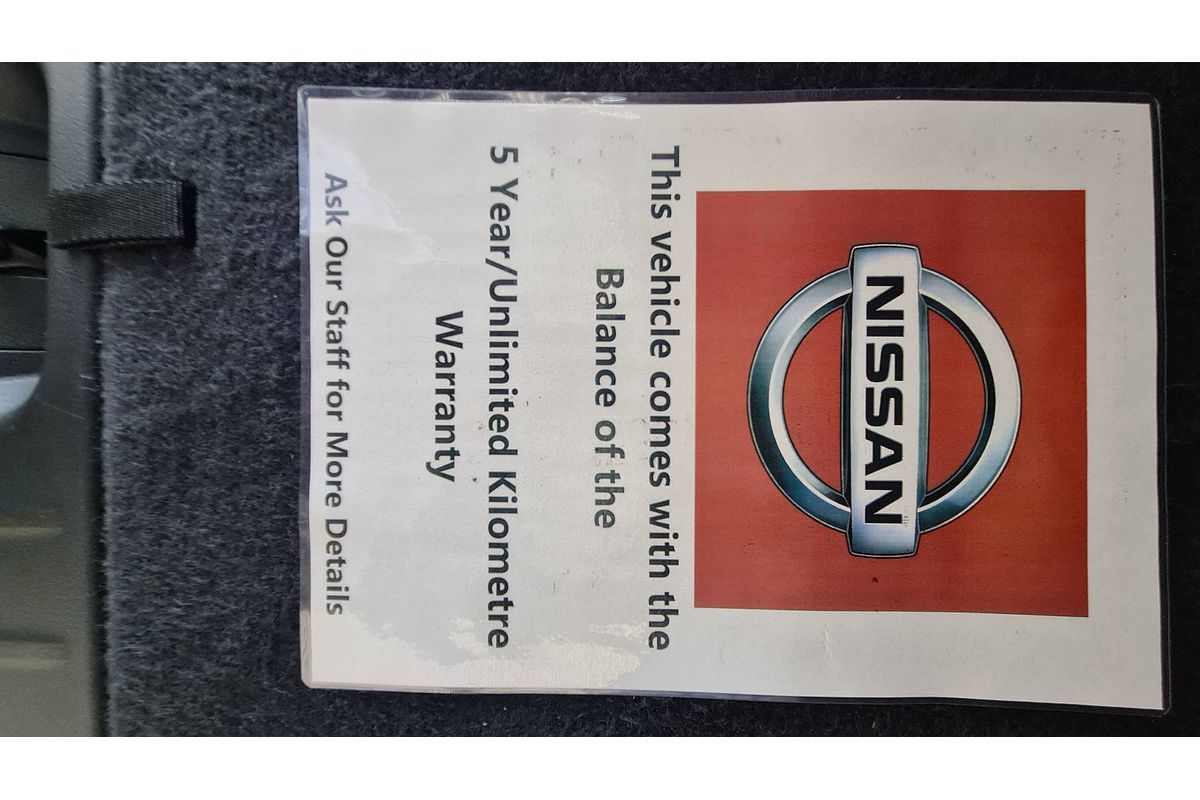 NISSAN
This vehicle comes with the
Balance of the
5 Year/Unlimited Kilometre
Warranty
Ask Our Staff for More Details